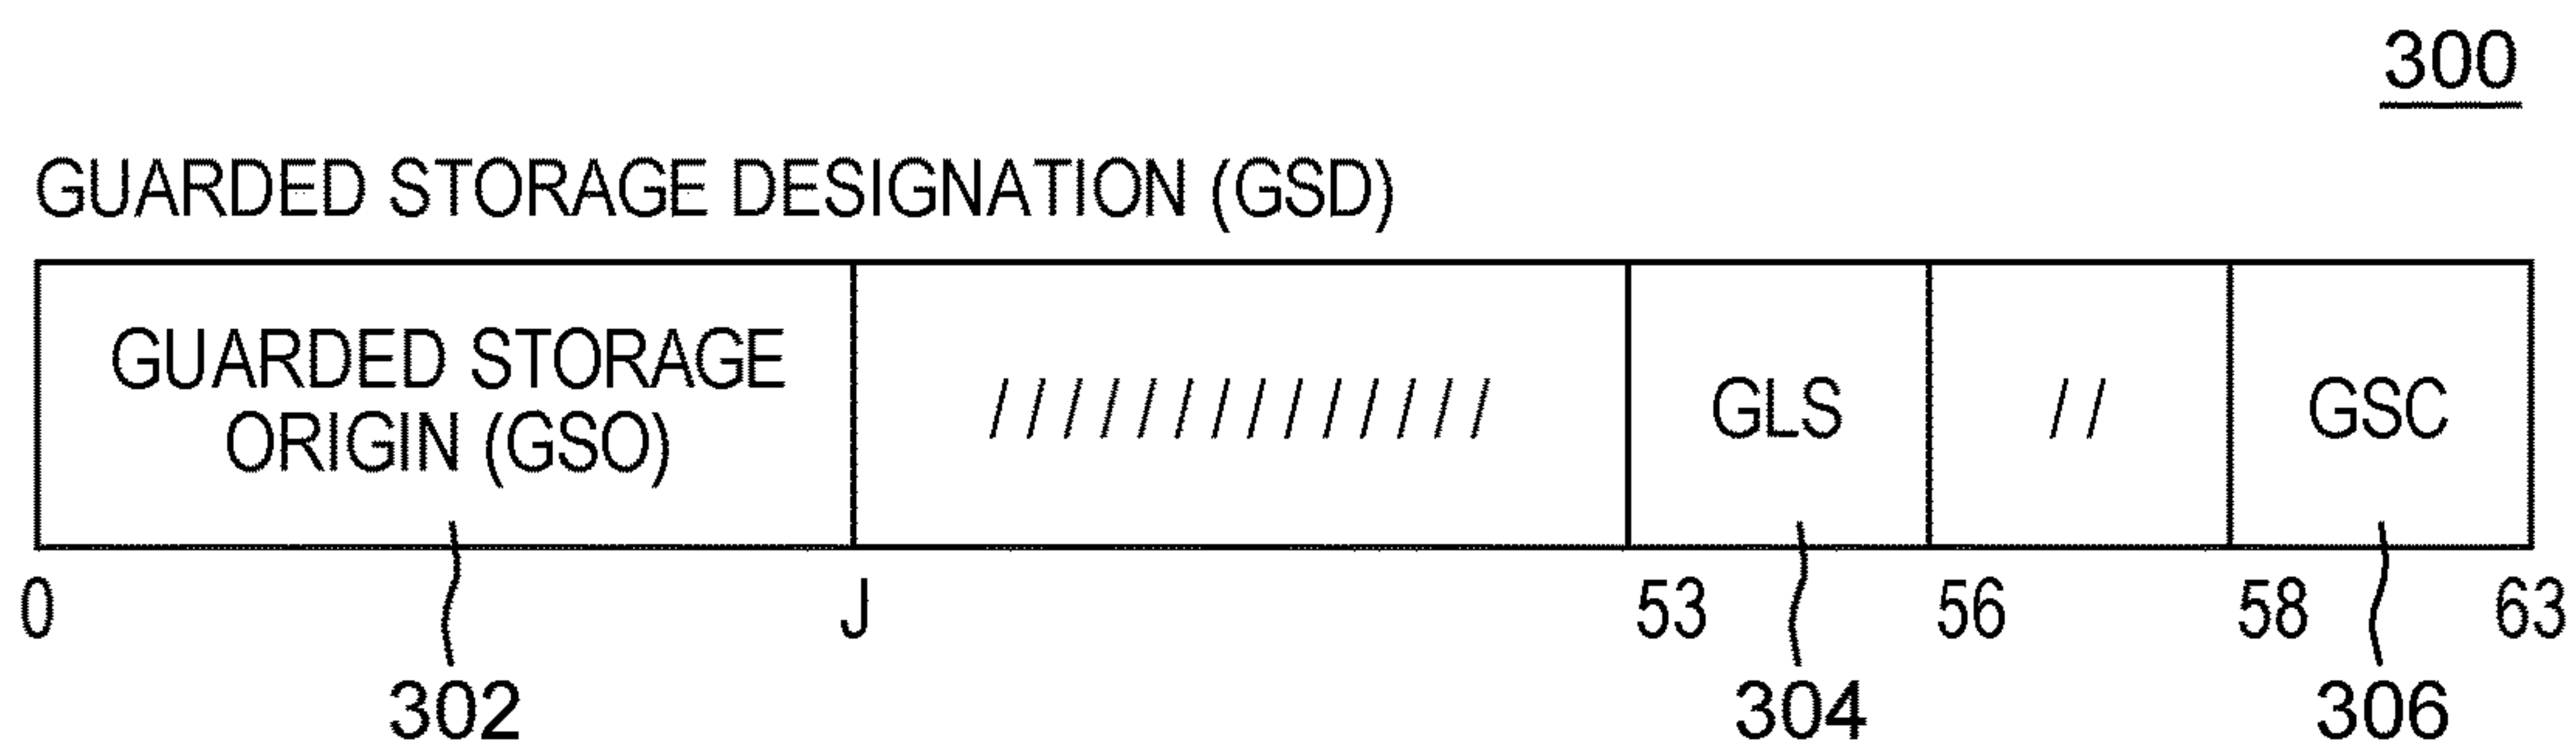 300
GUARDED STORAGE DESIGNATION (GSD)
GUARDED STORAGE
ORIGIN (GSO)
/ / / / / / / / / / / / / /
GLS
/ /
GSC
0
J
53
56
58
63
302
304
306